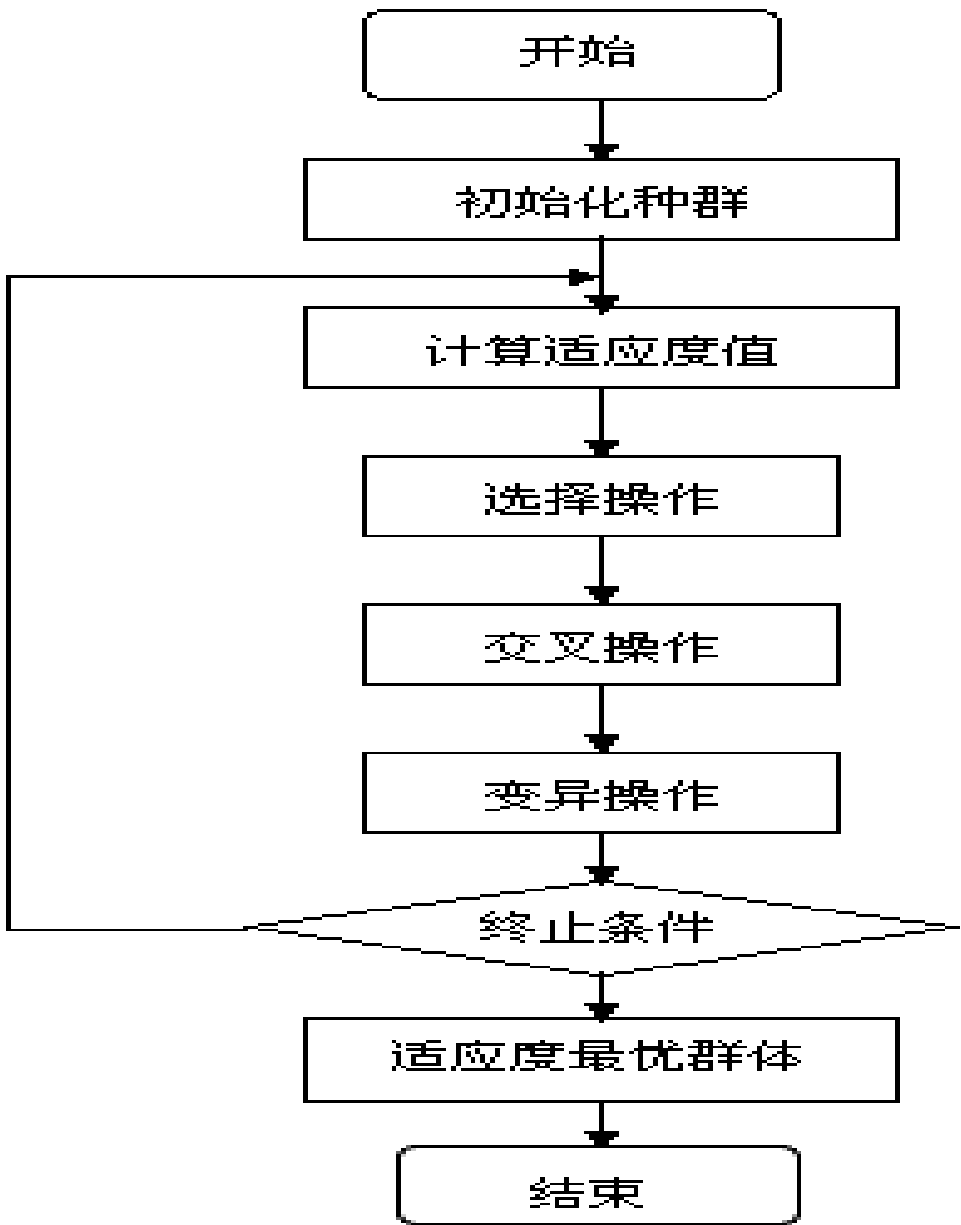 开始
初始化种群
计算适应度值
选择操作
交叉操作
变异操作
终止条件
适应度最优群体
结束